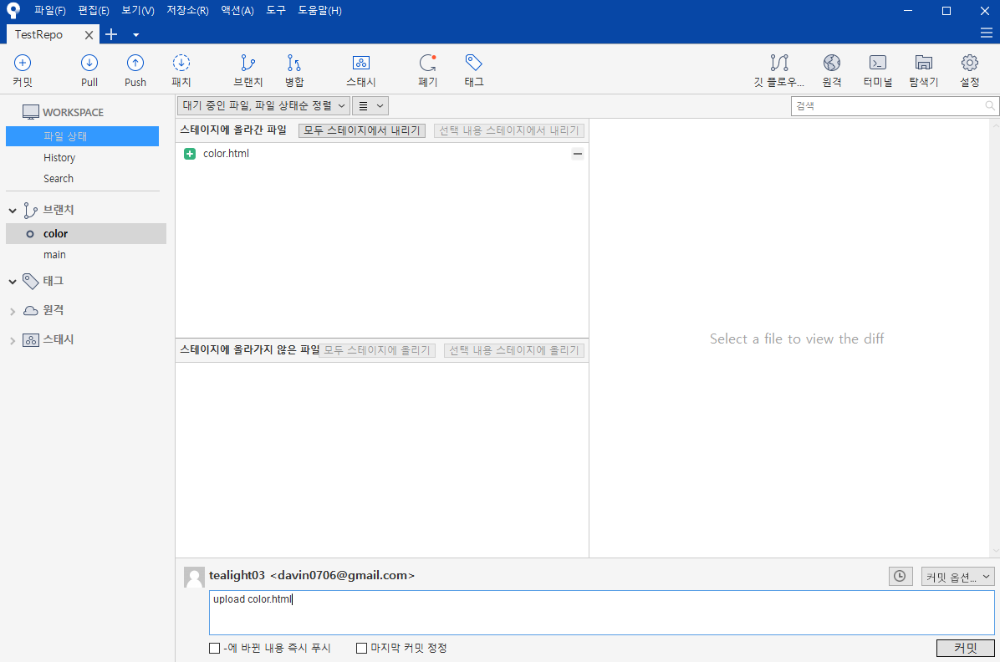 파일(F) 편집(E) 보기(V) 저장소(R) 액션(A) 도구 도움말(H)
TestRepo
커밋 Pull Push 패치 브랜치 병합 스태시 폐기 태그 깃 플로우... 원격 터미널 탐색기 설정
WORKSPACE
파일 상태
History
Search
브랜치
color
main
태그
원격
스태시
대기 중인 파일, 파일 상태순 정렬
검색
스테이지에 올라간 파일 모두 스테이지에서 내리기 선택 내용 스테이지에서 내리기
color.html
스테이지에 올라가지 않은 파일 모두 스테이지에 올리기 선택 내용 스테이지에 올리기
Select a file to view the diff
tealight03 <davin0706@gmail.com>
커밋 옵션...
upload color.html
-에 바뀐 내용 즉시 푸시 마지막 커밋 정정
커밋